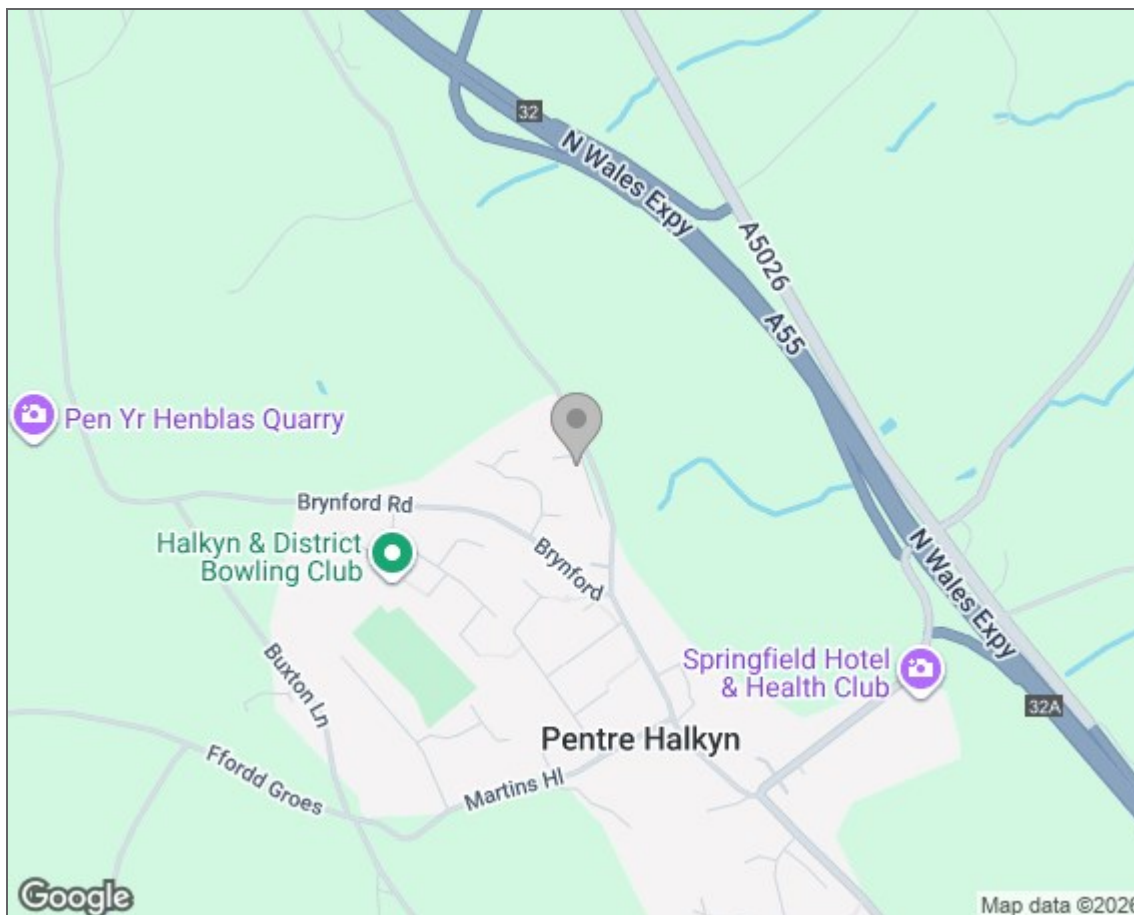 32
N Wales Expy
A5026
A55
Pen Yr Henblas Quarry
Brynford Rd
Halkyn & District
Bowling Club
Brynford
N Wales Expy
Buxton Ln
Springfield Hotel
& Health Club
32A
Pentre Halkyn
Ffordd Groes
Martins Hl
Google
Map data ©2026